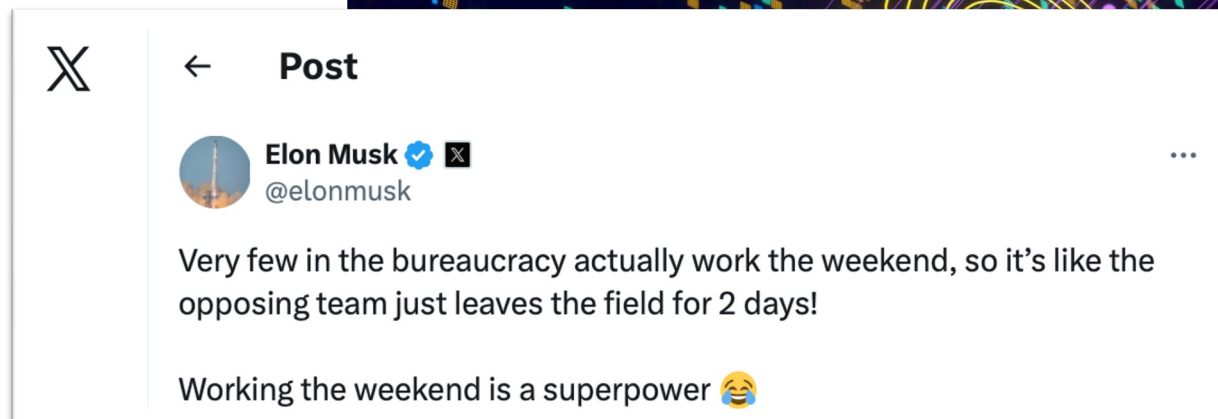 Post
Elon Musk
@elonmusk
Very few in the bureaucracy actually work the weekend, so it’s like the
opposing team just leaves the field for 2 days!
Working the weekend is a superpower 😂